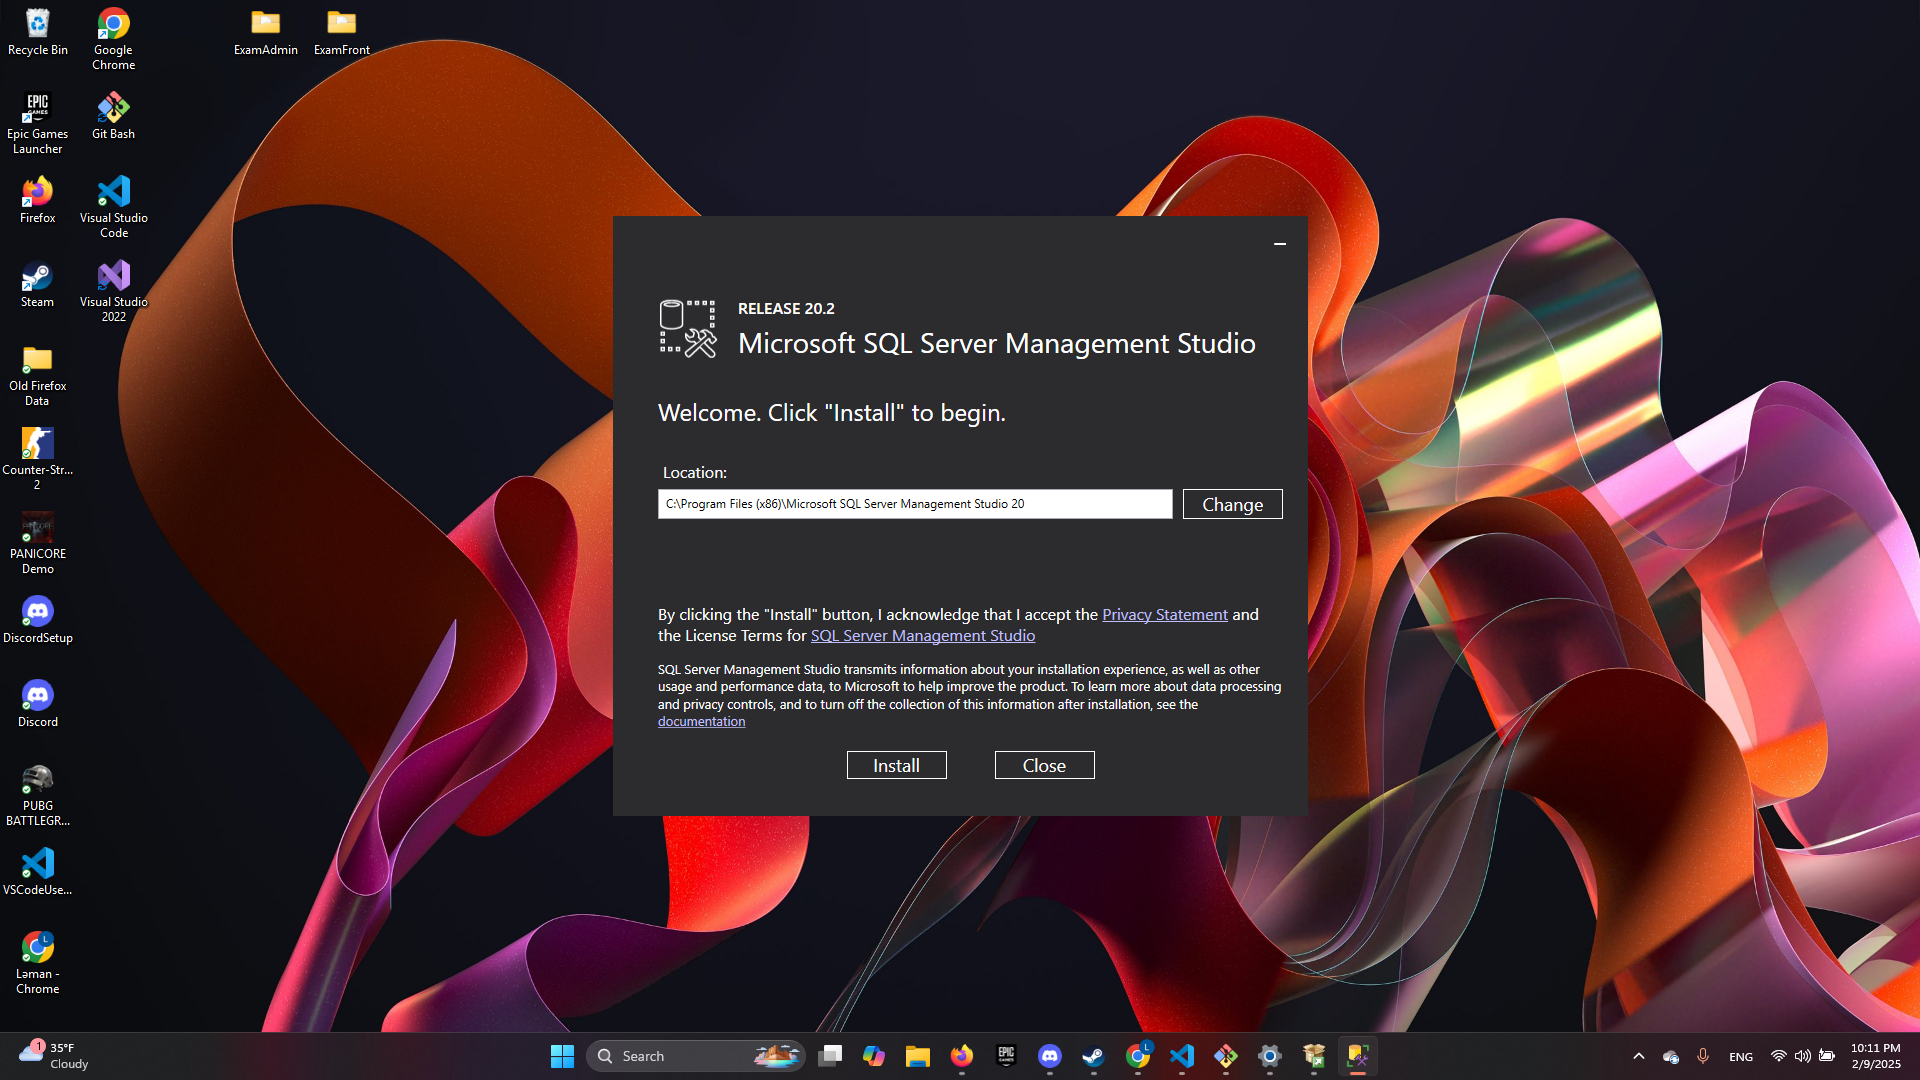 Recycle Bin
Google
Chrome
ExamAdmin
ExamFront
EPIC
GAMES
Epic Games
Launcher
Git Bash
Firefox
Visual Studio
Code
Steam
Visual Studio
2022
Old Firefox
Data
Counter-Str...
2
PANICORE
Demo
DiscordSetup
Discord
PUBG
BATTLEGR...
VSCodeUse...
L
Ləman -
Chrome
RELEASE 20.2
Microsoft SQL Server Management Studio
Welcome. Click "Install" to begin.
Location:
C:\Program Files (x86)\Microsoft SQL Server Management Studio 20
Change
By clicking the "Install" button, I acknowledge that I accept the Privacy Statement and
the License Terms for SQL Server Management Studio
SQL Server Management Studio transmits information about your installation experience, as well as other
usage and performance data, to Microsoft to help improve the product. To learn more about data processing
and privacy controls, and to turn off the collection of this information after installation, see the
documentation
Install
Close
1
35°F
Cloudy
Search
EPIC
L
ENG
10:11 PM
2/9/2025